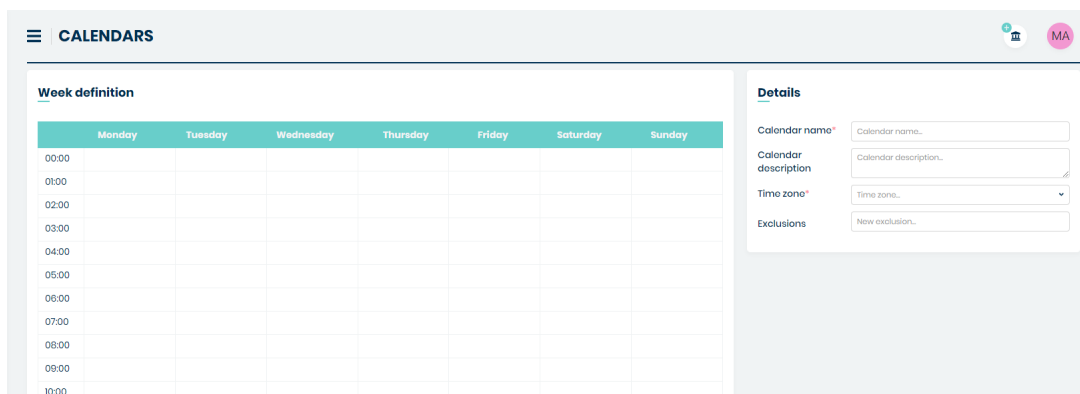 CALENDARS
+
MA
Week definition
Monday Tuesday Wednesday Thursday Friday Saturday Sunday
00:00
01:00
02:00
03:00
04:00
05:00
06:00
07:00
08:00
09:00
10:00
Details
Calendar name* Calendar name...
Calendar
description
Calendar description...
Time zone* Time zone...
Exclusions New exclusion...